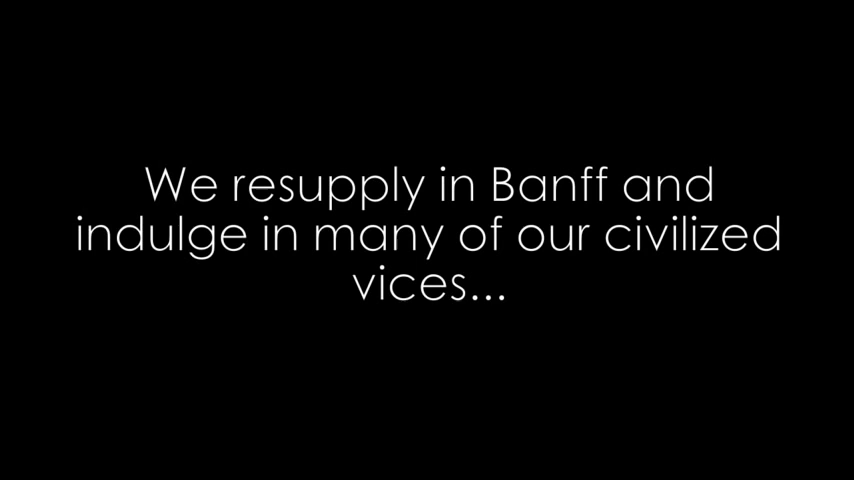 We resupply in Banff and
indulge in many of our civilized
vices...